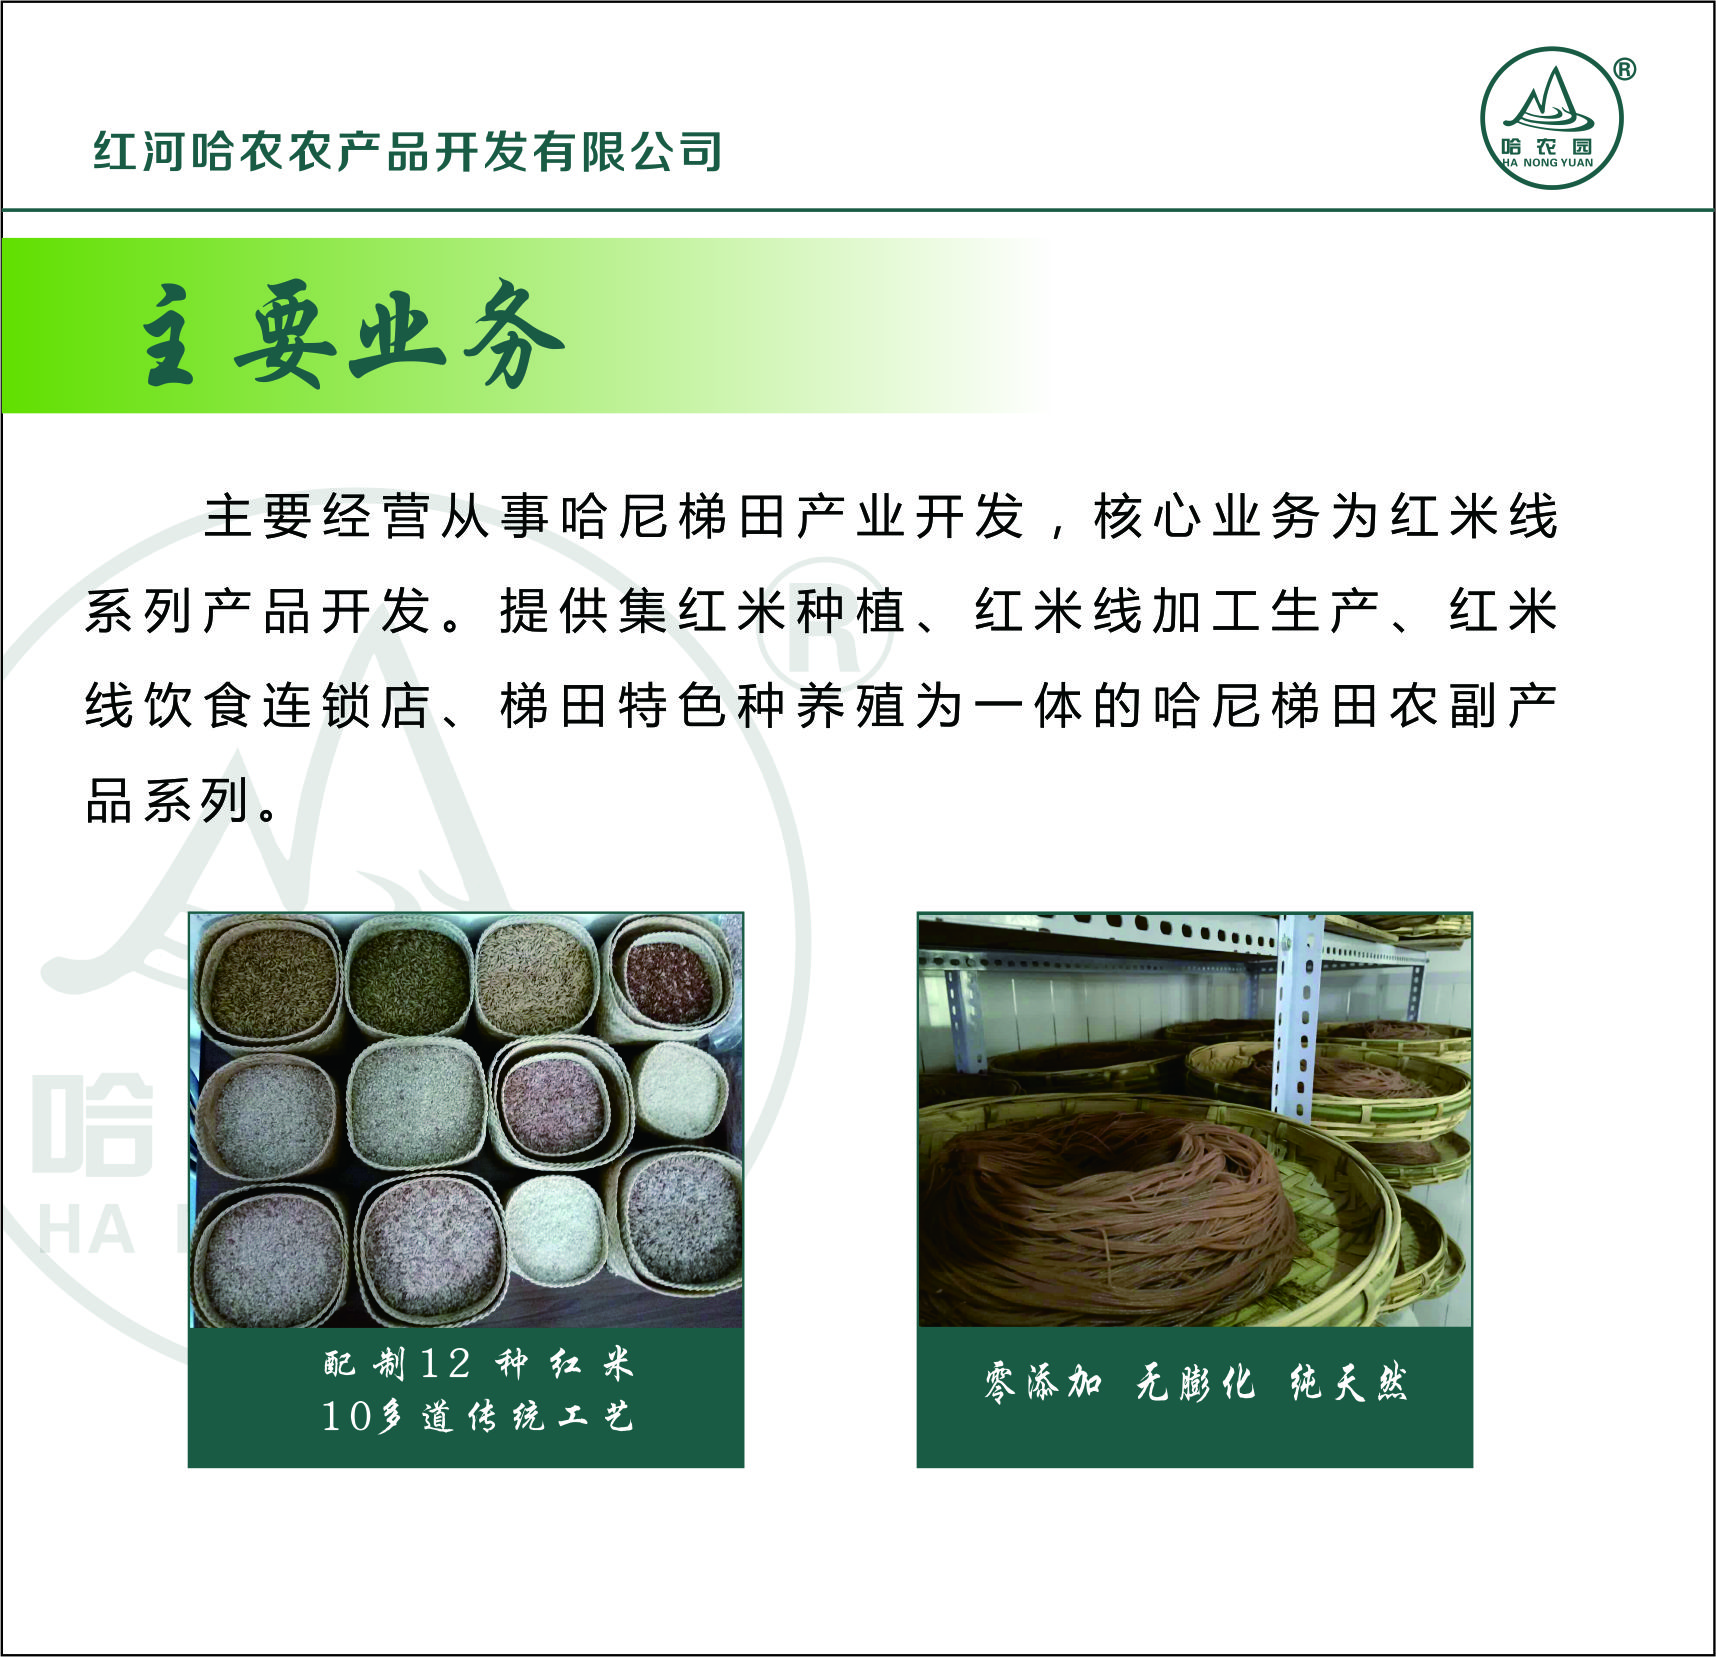 红河哈农农产品开发有限公司
®
哈农园
HA NONG YUAN
主要业务
主要经营从事哈尼梯田产业开发，核心业务为红米线
系列产品开发。提供集红米种植、红米线加工生产、红米
线饮食连锁店、梯田特色种养殖为一体的哈尼梯田农副产
品系列。
®
哈
HA
配制12种红米
10多道传统工艺
零添加 无膨化 纯天然